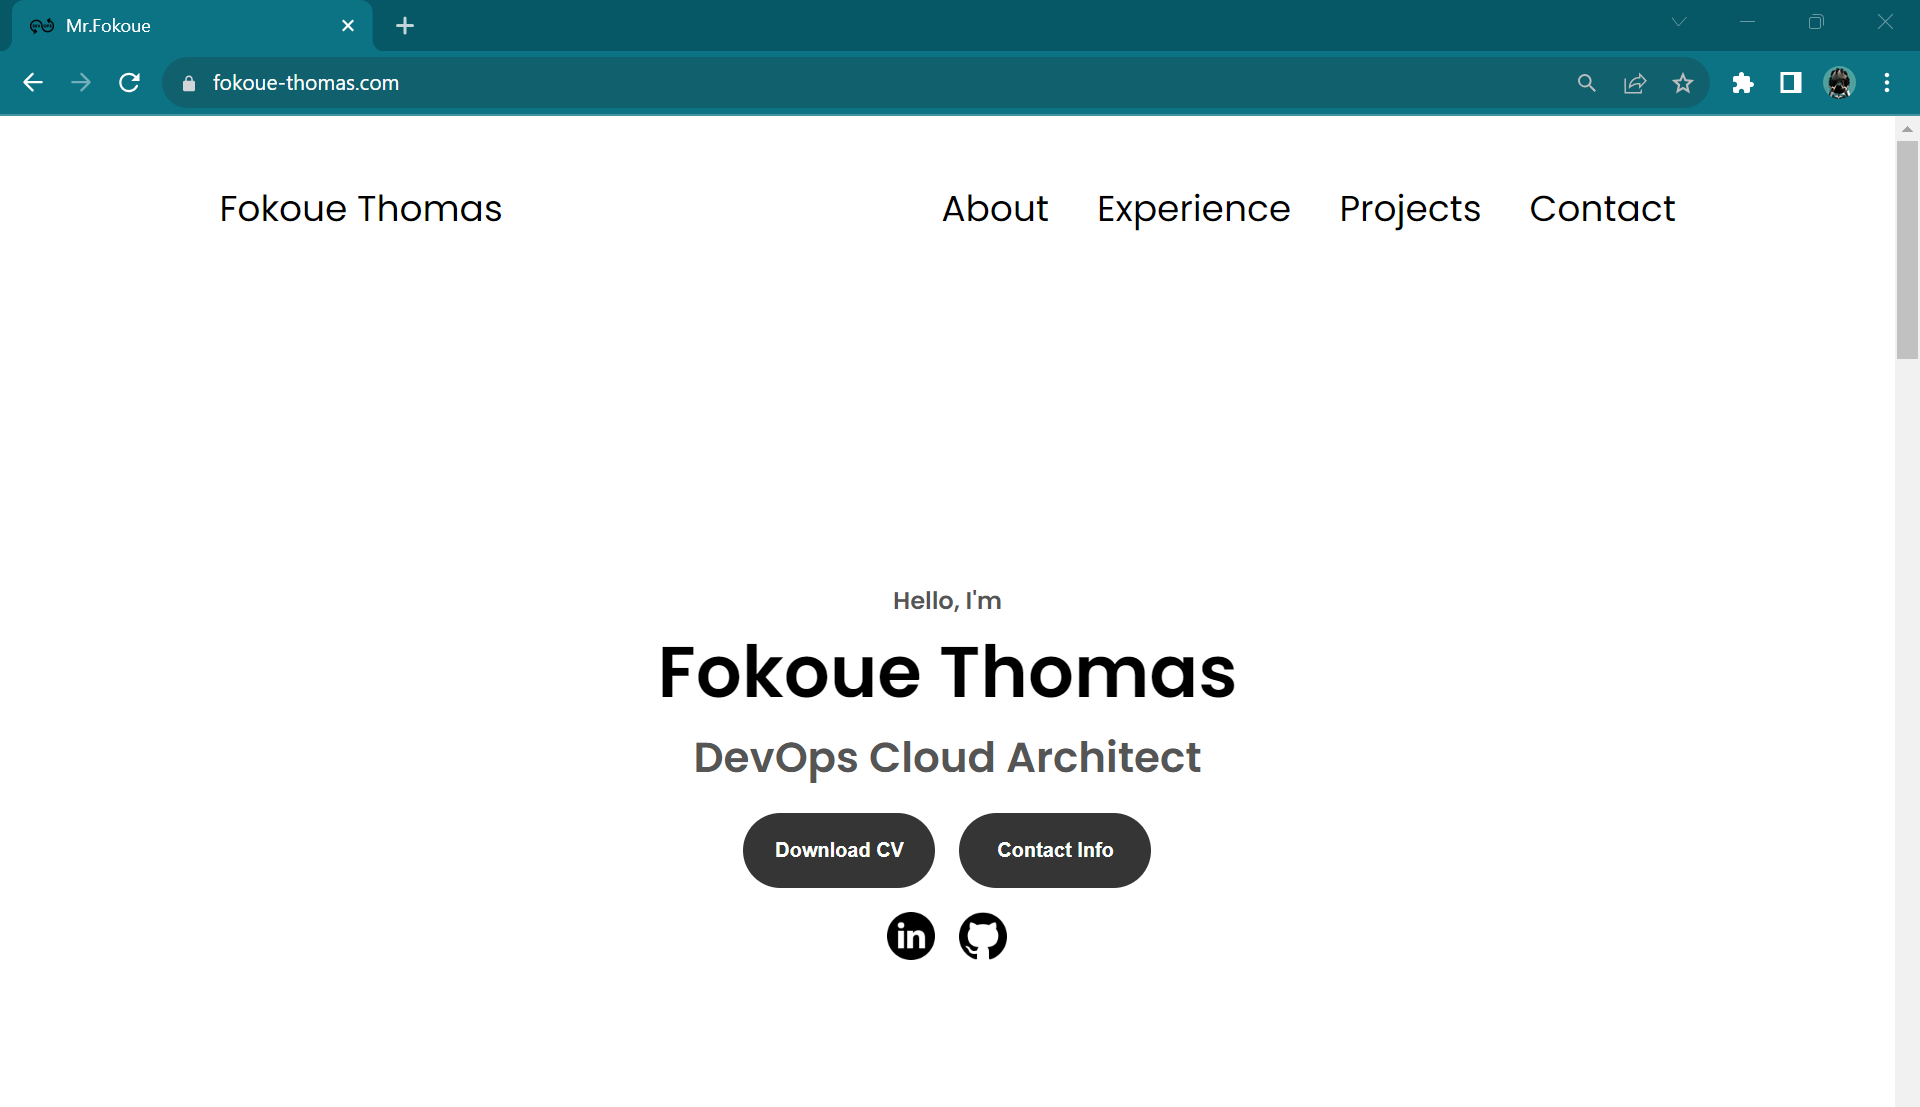 Mr.Fokoue
fokoue-thomas.com
Fokoue Thomas
About Experience Projects Contact
Hello, I'm
Fokoue Thomas
DevOps Cloud Architect
Download CV Contact Info
in